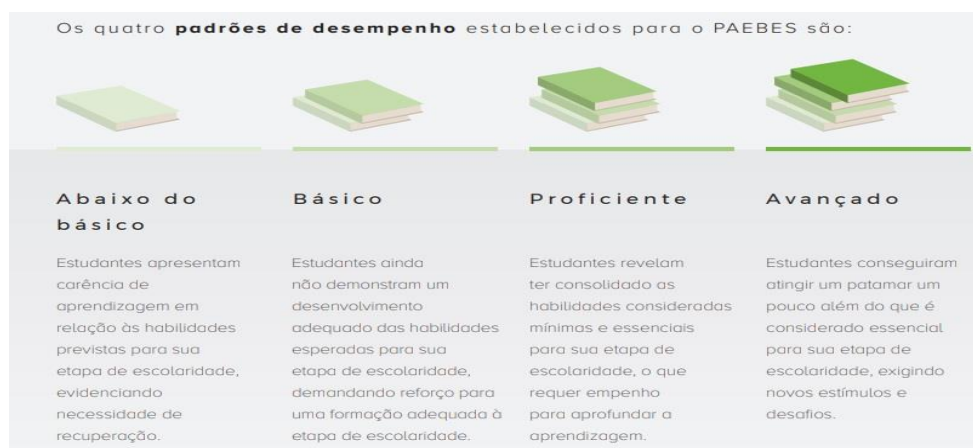 Os quatro padrões de desempenho estabelecidos para o PAEBES são:
Abaixo do
básico
Estudantes apresentam
carência de
aprendizagem em
relação às habilidades
previstas para sua
etapa de escolaridade,
evidenciando
necessidade de
recuperação.
Básico
Estudantes ainda
não demonstram um
desenvolvimento
adequado das habilidades
esperadas para sua
etapa de escolaridade,
demandando reforço para
uma formação adequada à
etapa de escolaridade.
Proficiente
Estudantes revelam
ter consolidado as
habilidades consideradas
mínimas e essenciais
para sua etapa de
escolaridade, o que
requer empenho
para aprofundar a
aprendizagem.
Avançado
Estudantes conseguiram
atingir um patamar um
pouco além do que é
considerado essencial
para sua etapa de
escolaridade, exigindo
novos estímulos e
desafios.